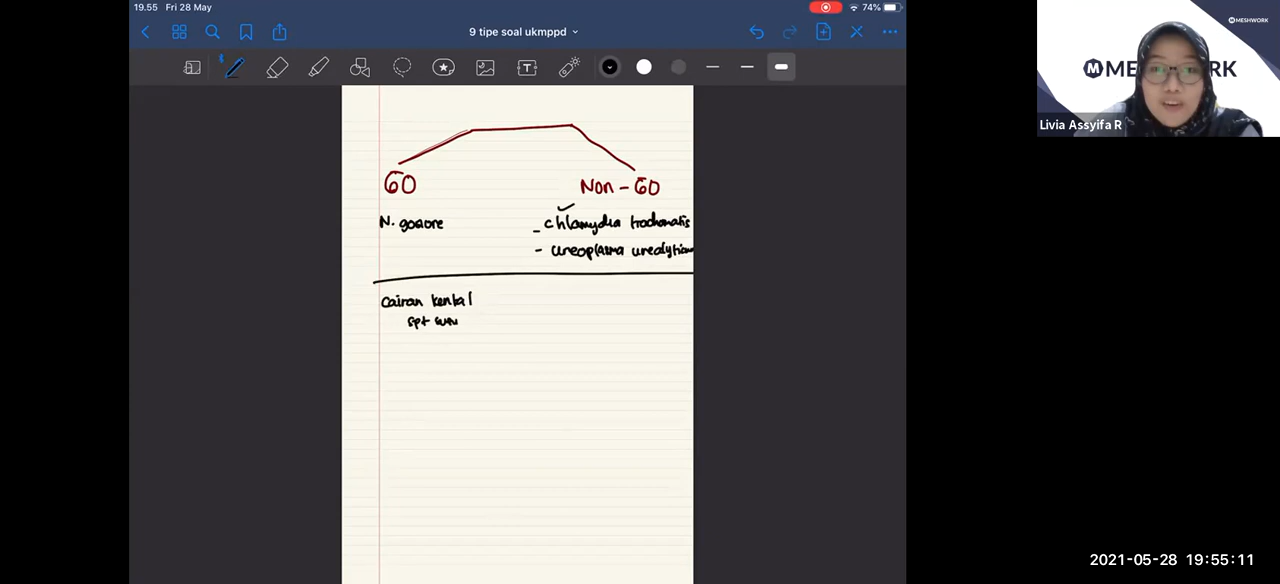 19.55 Fri 28 May
74%
MESHWORK
9 tipe soal ukmppd
Livia Assyifa R
GO
Non - GO
N. gonore
- chlamydia trachomatis
- ureoplasma urealyticum
Cairan kental
spt susu
2021-05-28 19:55:11